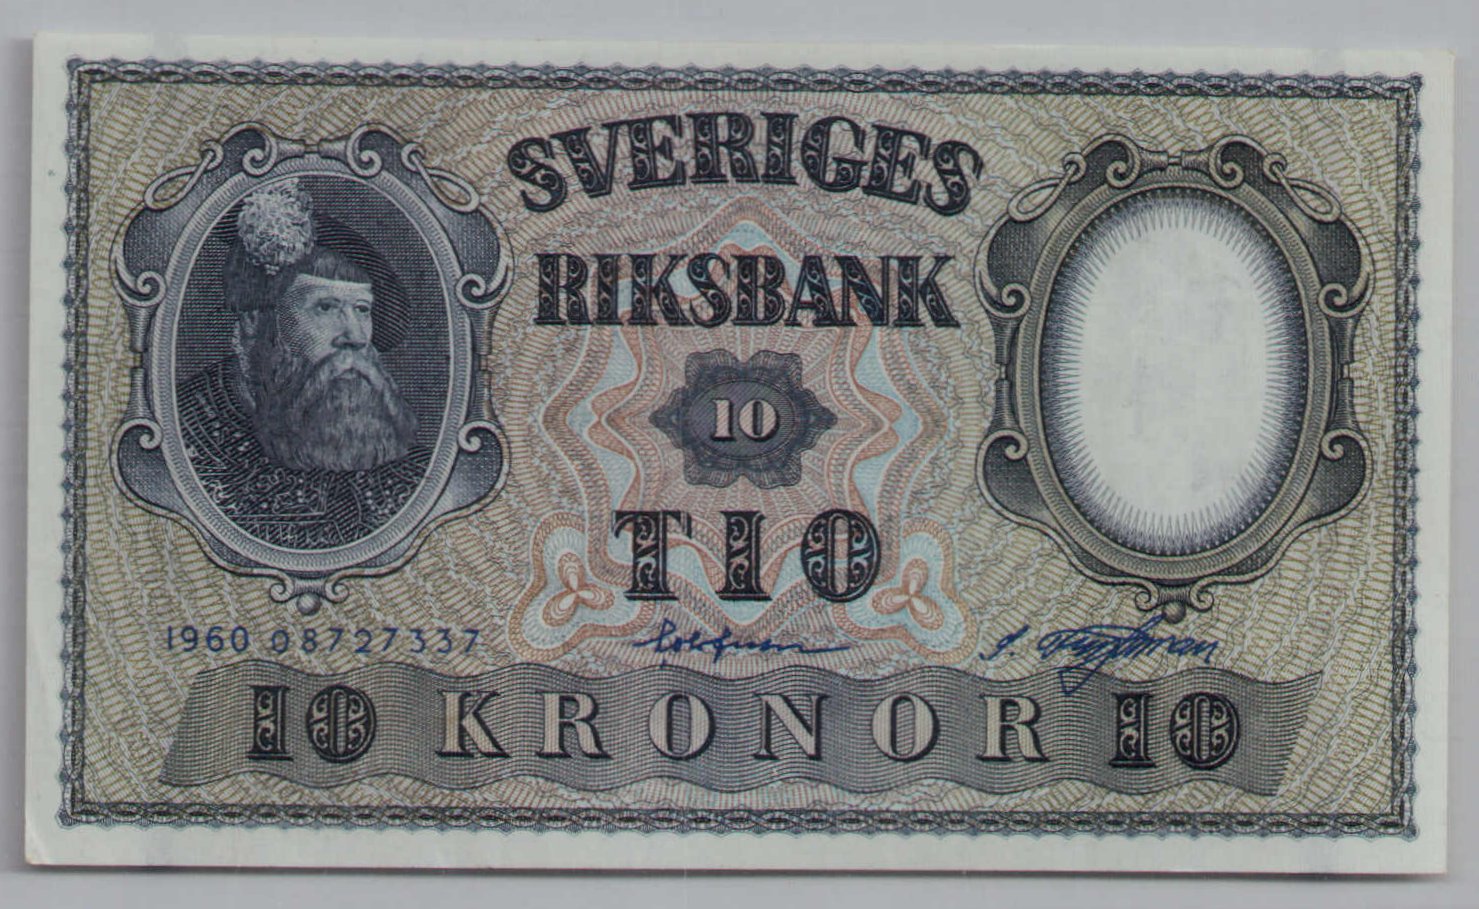 SVERIGES
RIKSBANK
10
TIO
1960 08727337
10 KRONOR 10